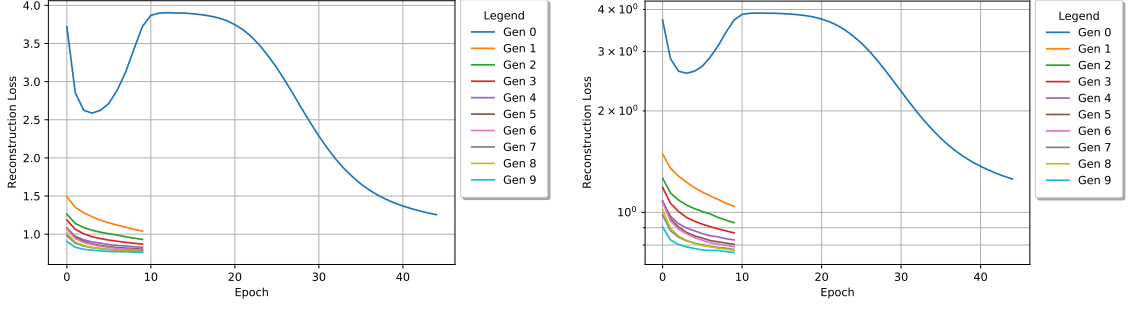 4.0
3.5
3.0
2.5
2.0
1.5
1.0
Reconstruction Loss
0
10
20
30
40
Epoch
Legend
Gen 0
Gen 1
Gen 2
Gen 3
Gen 4
Gen 5
Gen 6
Gen 7
Gen 8
Gen 9
4 × 10⁰
3 × 10⁰
2 × 10⁰
10⁰
Reconstruction Loss
0
10
20
30
40
Epoch
Legend
Gen 0
Gen 1
Gen 2
Gen 3
Gen 4
Gen 5
Gen 6
Gen 7
Gen 8
Gen 9